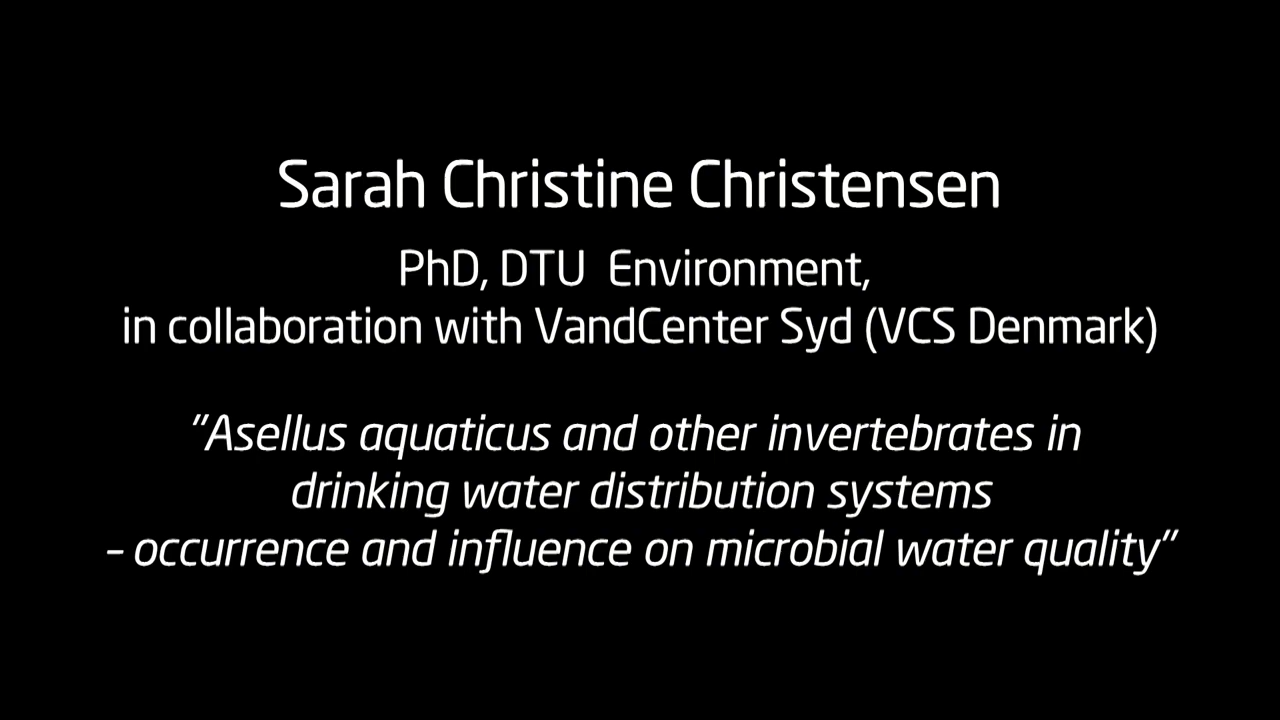 Sarah Christine Christensen
PhD, DTU  Environment,
in collaboration with VandCenter Syd (VCS Denmark)
"Asellus aquaticus and other invertebrates in
drinking water distribution systems
– occurrence and influence on microbial water quality"